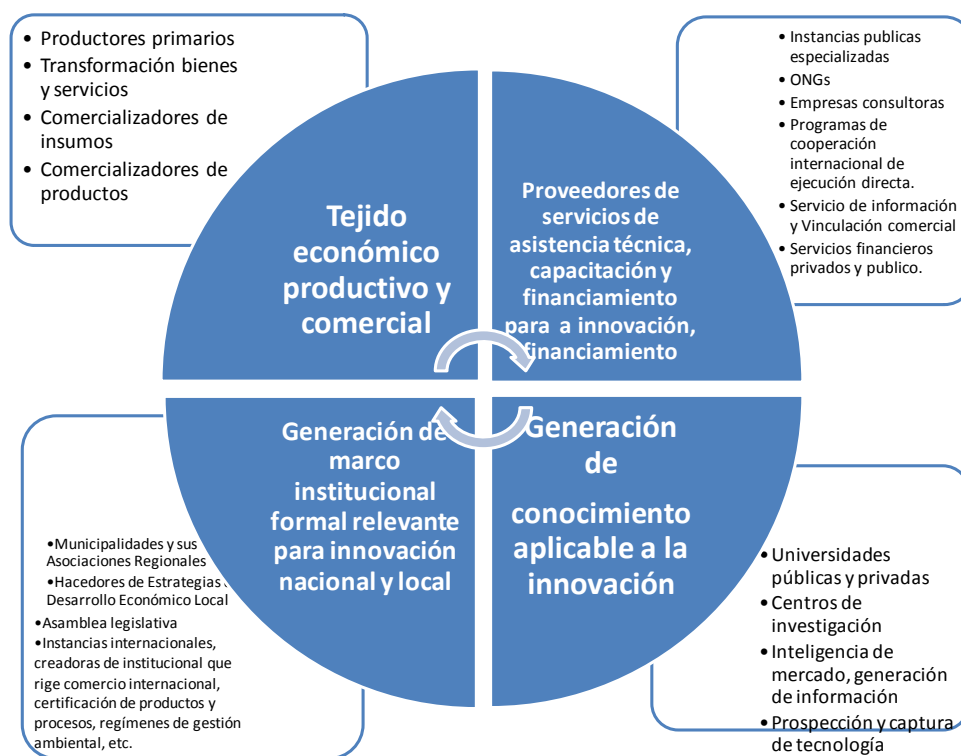 • Productores primarios
• Transformación bienes
y servicios
• Comercializadores de
insumos
• Comercializadores de
productos
• Instancias publicas
especializadas
• ONGs
• Empresas consultoras
• Programas de
cooperación
internacional de
ejecución directa.
• Servicio de información
y Vinculación comercial
• Servicios financieros
privados y publico.
Tejido
económico
productivo y
comercial
Proveedores de
servicios de
asistencia técnica,
capacitación y
financiamiento
para a innovación,
financiamiento
Generación de
marco
institucional
formal relevante
para innovación
nacional y local
Generación
de
conocimiento
aplicable a la
innovación
•Municipalidades y sus
Asociaciones Regionales
•Hacedores de Estrategias
Desarrollo Económico Local
•Asamblea legislativa
•Instancias internacionales,
creadoras de institucional que
rige comercio internacional,
certificación de productos y
procesos, regímenes de gestión
ambiental, etc.
•Universidades
públicas y privadas
•Centros de
investigación
•Inteligencia de
mercado, generación
de información
•Prospección y captura
de tecnología